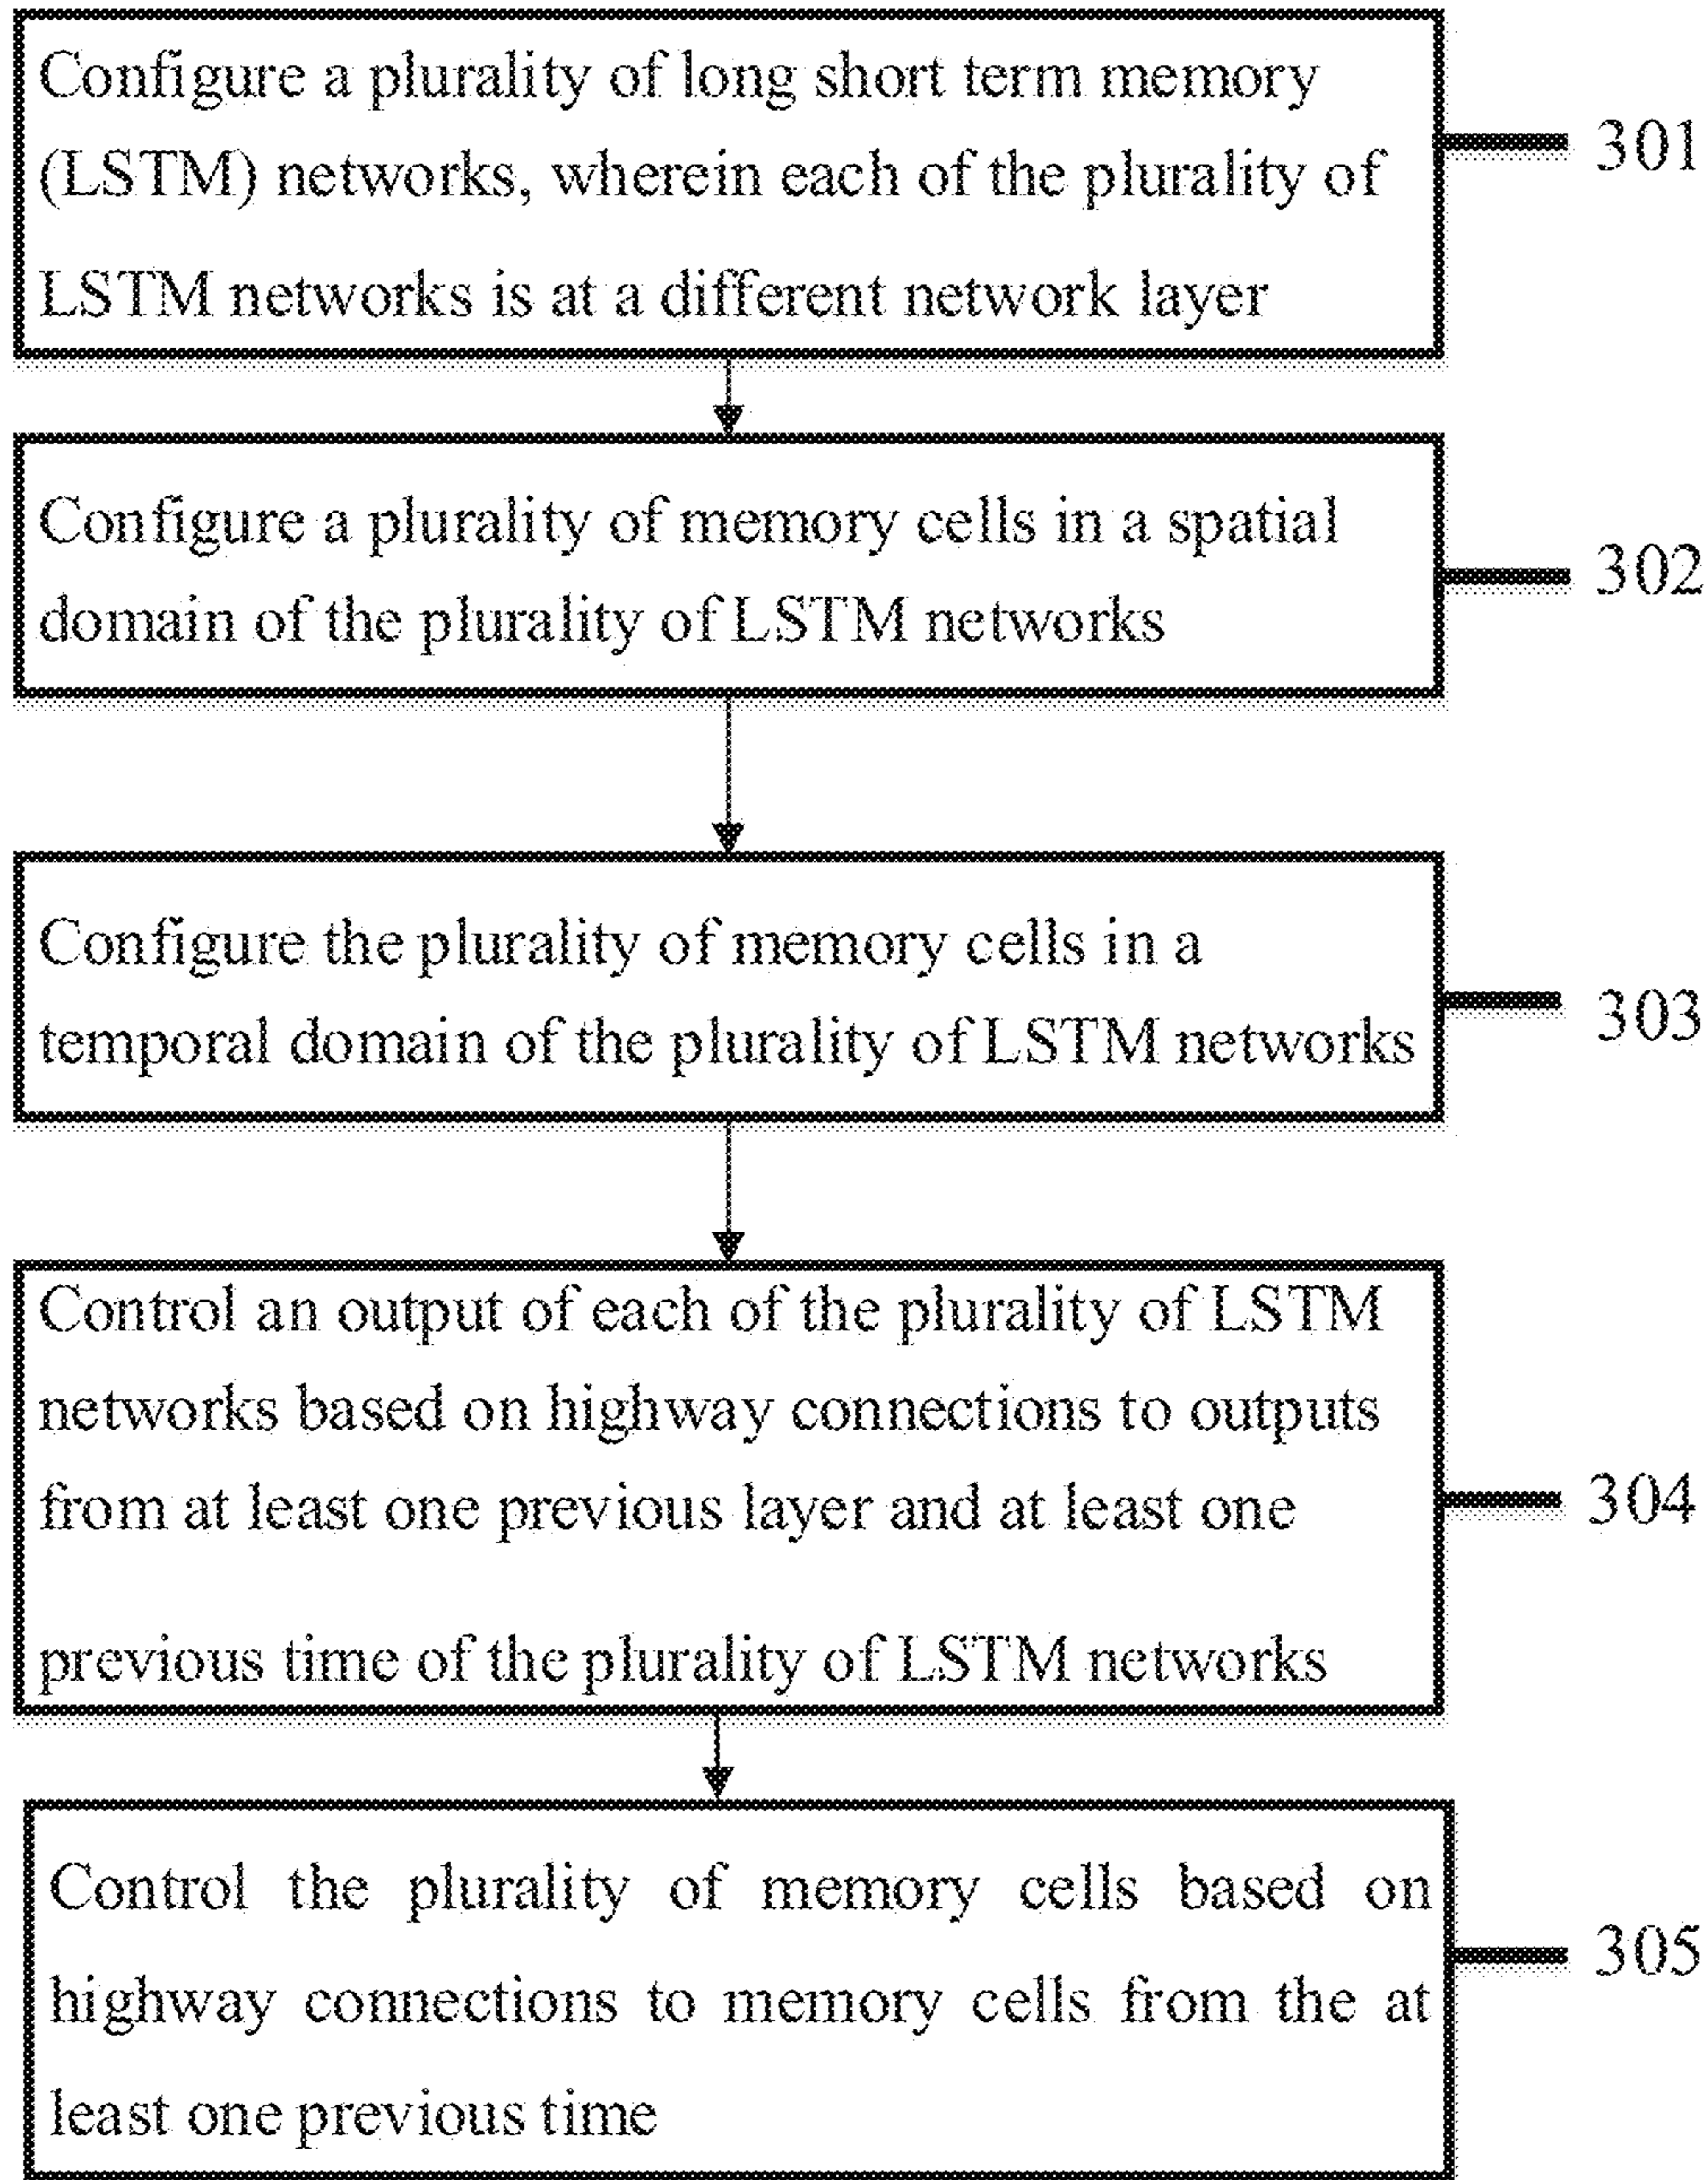 Configure a plurality of long short term memory
(LSTM) networks, wherein each of the plurality of
LSTM networks is at a different network layer
301
Configure a plurality of memory cells in a spatial
domain of the plurality of LSTM networks
302
Configure the plurality of memory cells in a
temporal domain of the plurality of LSTM networks
303
Control an output of each of the plurality of LSTM
networks based on highway connections to outputs
from at least one previous layer and at least one
previous time of the plurality of LSTM networks
304
Control the plurality of memory cells based on
highway connections to memory cells from the at
least one previous time
305